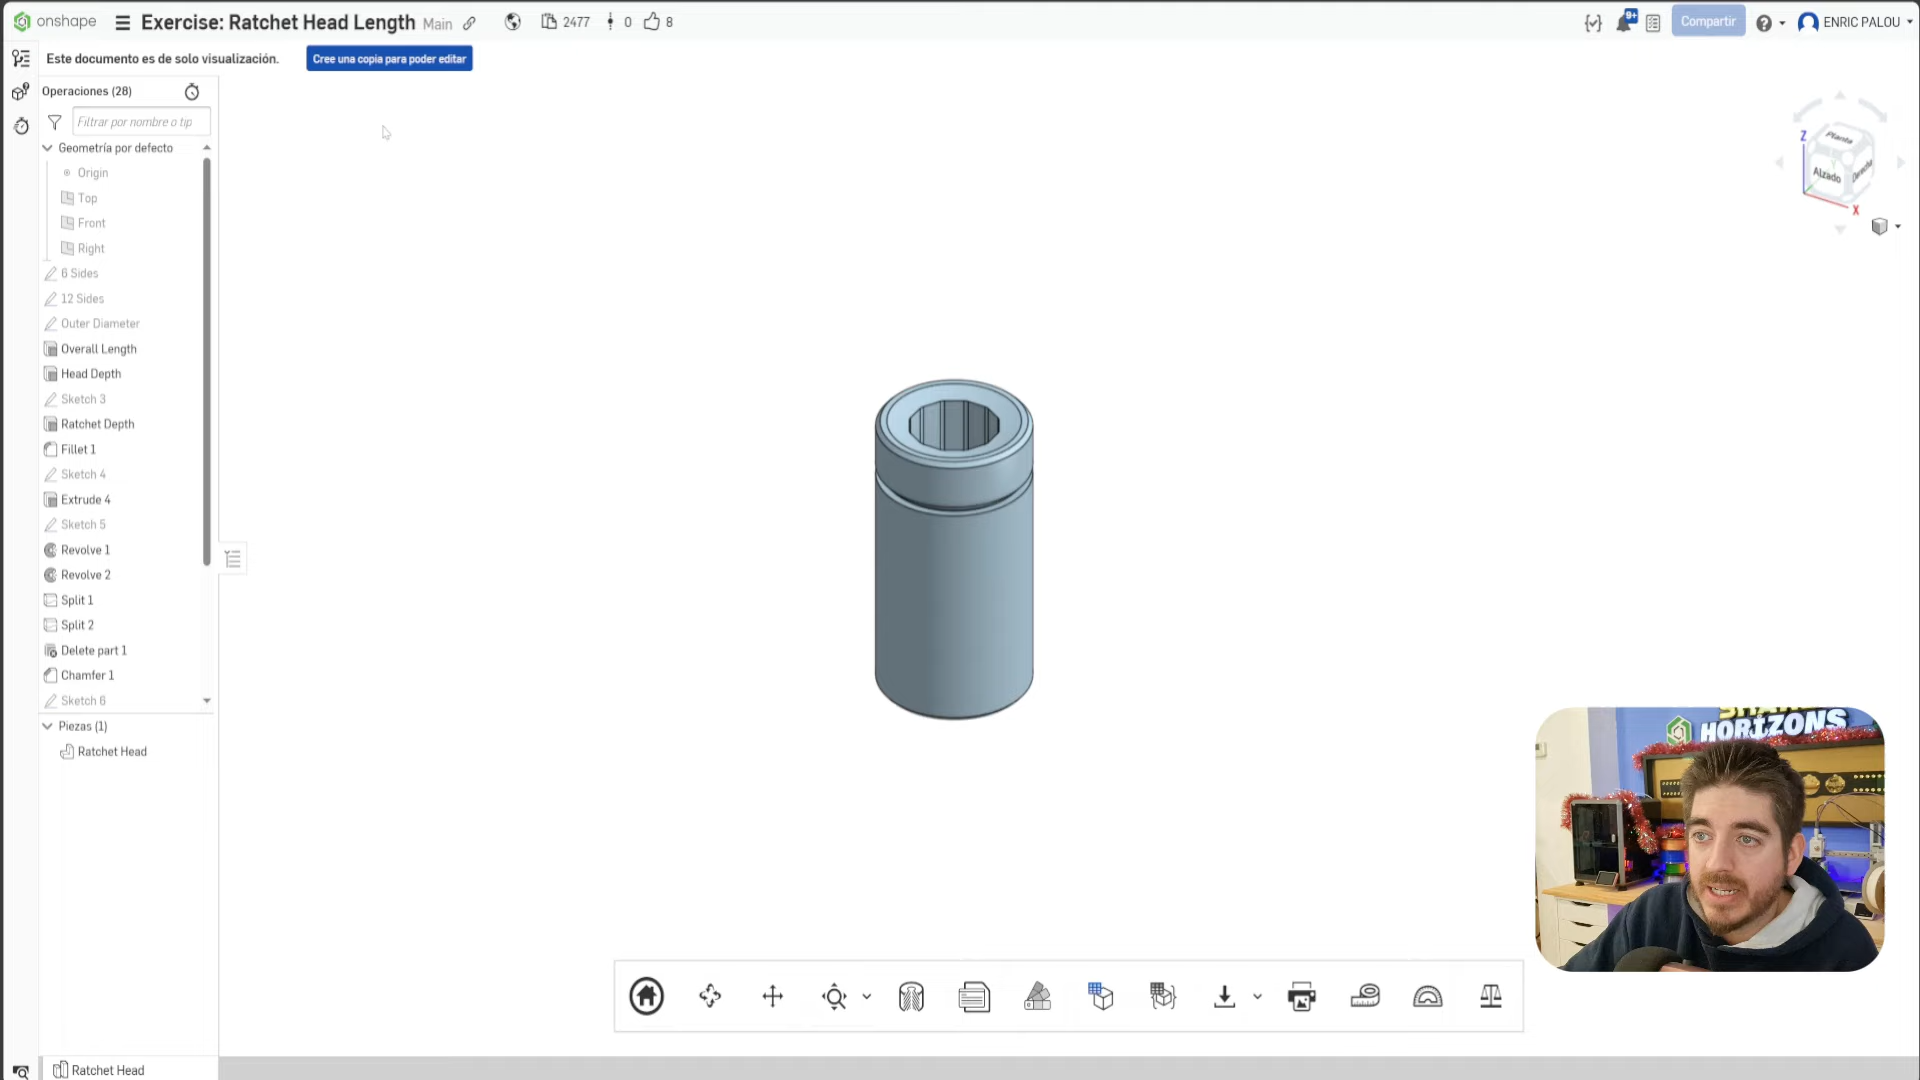 onshape Exercise: Ratchet Head Length Main 2477 0 8 9+ Compartir ENRIC PALOU
Este documento es de solo visualización. Cree una copia para poder editar
Operaciones (28)
Filtrar por nombre o tip
Geometría por defecto
Origin
Top
Front
Right
6 Sides
12 Sides
Outer Diameter
Overall Length
Head Depth
Sketch 3
Ratchet Depth
Fillet 1
Sketch 4
Extrude 4
Sketch 5
Revolve 1
Revolve 2
Split 1
Split 2
Delete part 1
Chamfer 1
Sketch 6
Piezas (1)
Ratchet Head
Ratchet Head
Z
Planta
Alzado
Derecha
X
HORIZONS